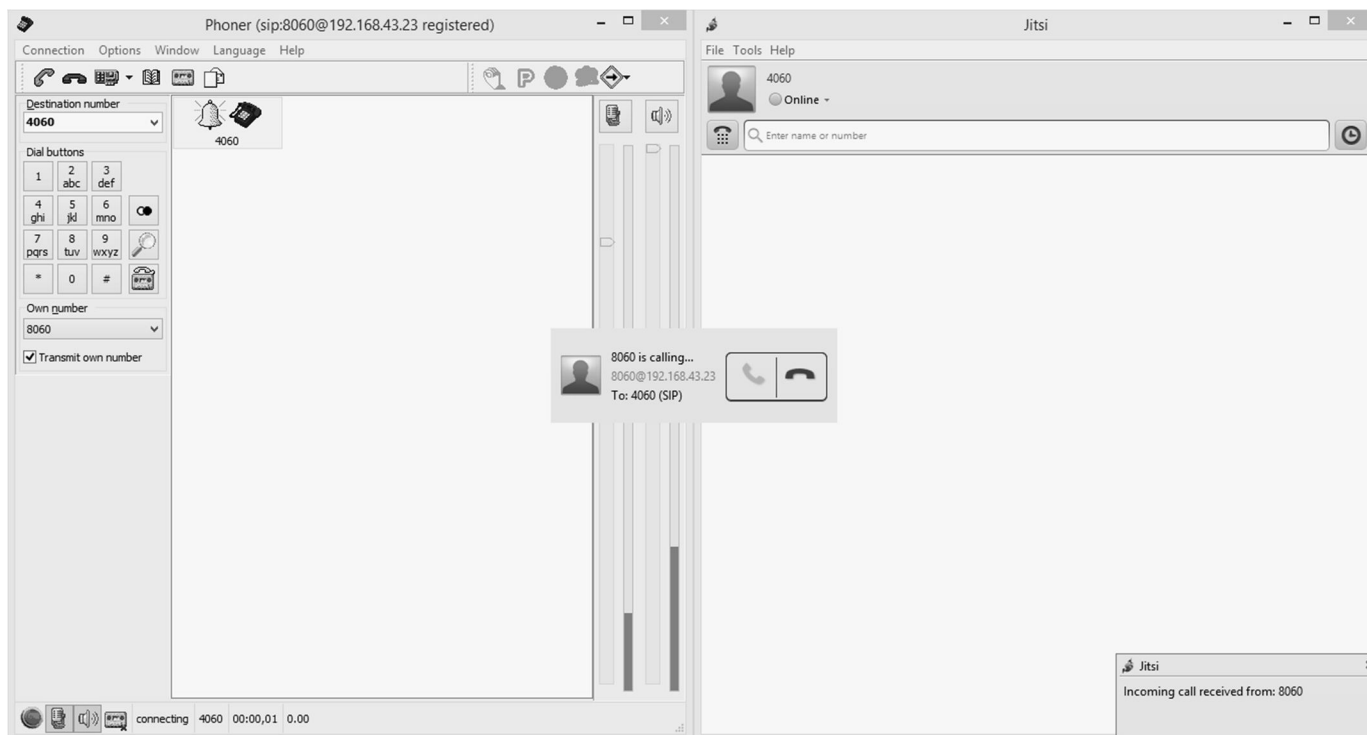 Phoner (sip:8060@192.168.43.23 registered)
Connection Options Window Language Help
P
Destination number
4060
4060
Dial buttons
1 2 abc 3 def
4 ghi 5 jkl 6 mno
7 pqrs 8 tuv 9 wxyz
* 0 #
Own number
8060
Transmit own number
connecting 4060 00:00,01 0.00
Jitsi
File Tools Help
4060
Online
Enter name or number
8060 is calling...
8060@192.168.43.23
To: 4060 (SIP)
Jitsi
Incoming call received from: 8060